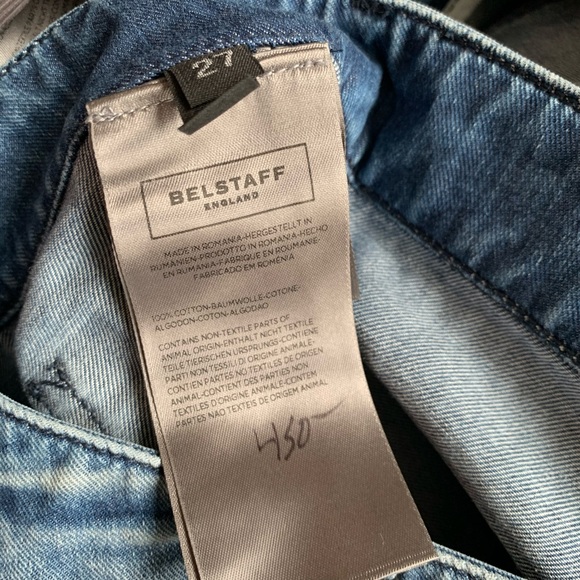 27
BELSTAFF
ENGLAND
MADE IN ROMANIA-HERGESTELLT IN
RUMÄNIEN-PRODOTTO IN ROMANIA-HECHO
EN RUMANIA-FABRIQUE EN ROUMANIE-
FABRICADO EM ROMENIA
100% COTTON-BAUMWOLLE-COTONE-
ALGODON-COTON-ALGODAO
CONTAINS NON-TEXTILE PARTS OF
ANIMAL ORIGIN-ENTHALT NICHT TEXTILE
TEILE TIERISCHEN URSPRUNGS-CONTIENE
PARTI NON TESSILI DI ORIGINE ANIMALE-
CONTIEN PARTES NO TEXTILES DE ORIGEN
ANIMAL-CONTIENT DES PARTIES NON
TEXTILES D'ORIGINE ANIMALE-CONTEM
PARTES NAO TEXTEIS DE ORIGEM ANIMAL
450-